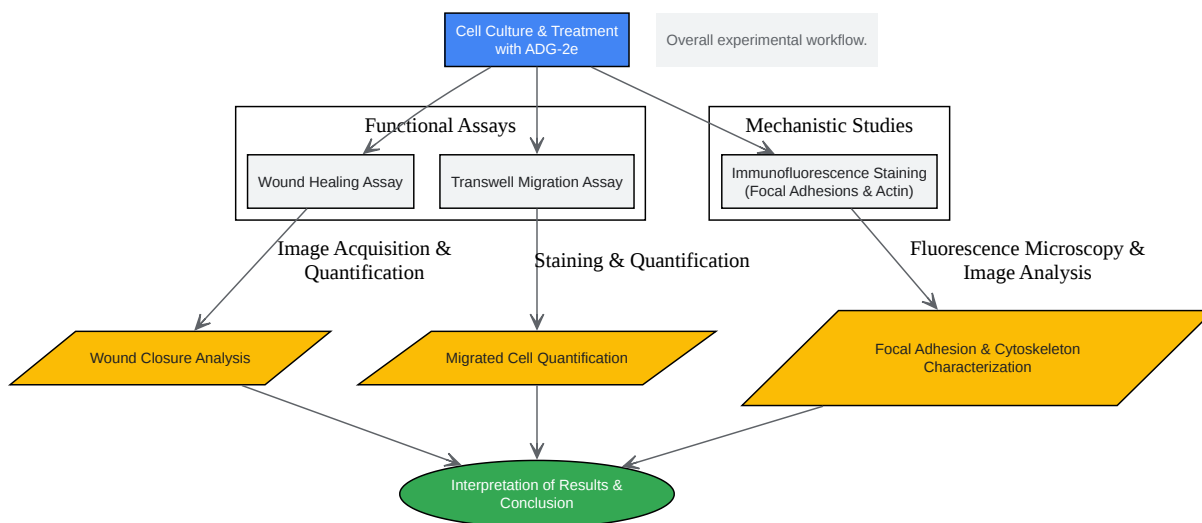 Cell Culture & Treatment
with ADG-2e
Overall experimental workflow.
Functional Assays
Mechanistic Studies
Wound Healing Assay
Transwell Migration Assay
Immunofluorescence Staining
(Focal Adhesions & Actin)
Image Acquisition &
Quantification
Staining & Quantification
Fluorescence Microscopy &
Image Analysis
Wound Closure Analysis
Migrated Cell Quantification
Focal Adhesion & Cytoskeleton
Characterization
Interpretation of Results &
Conclusion